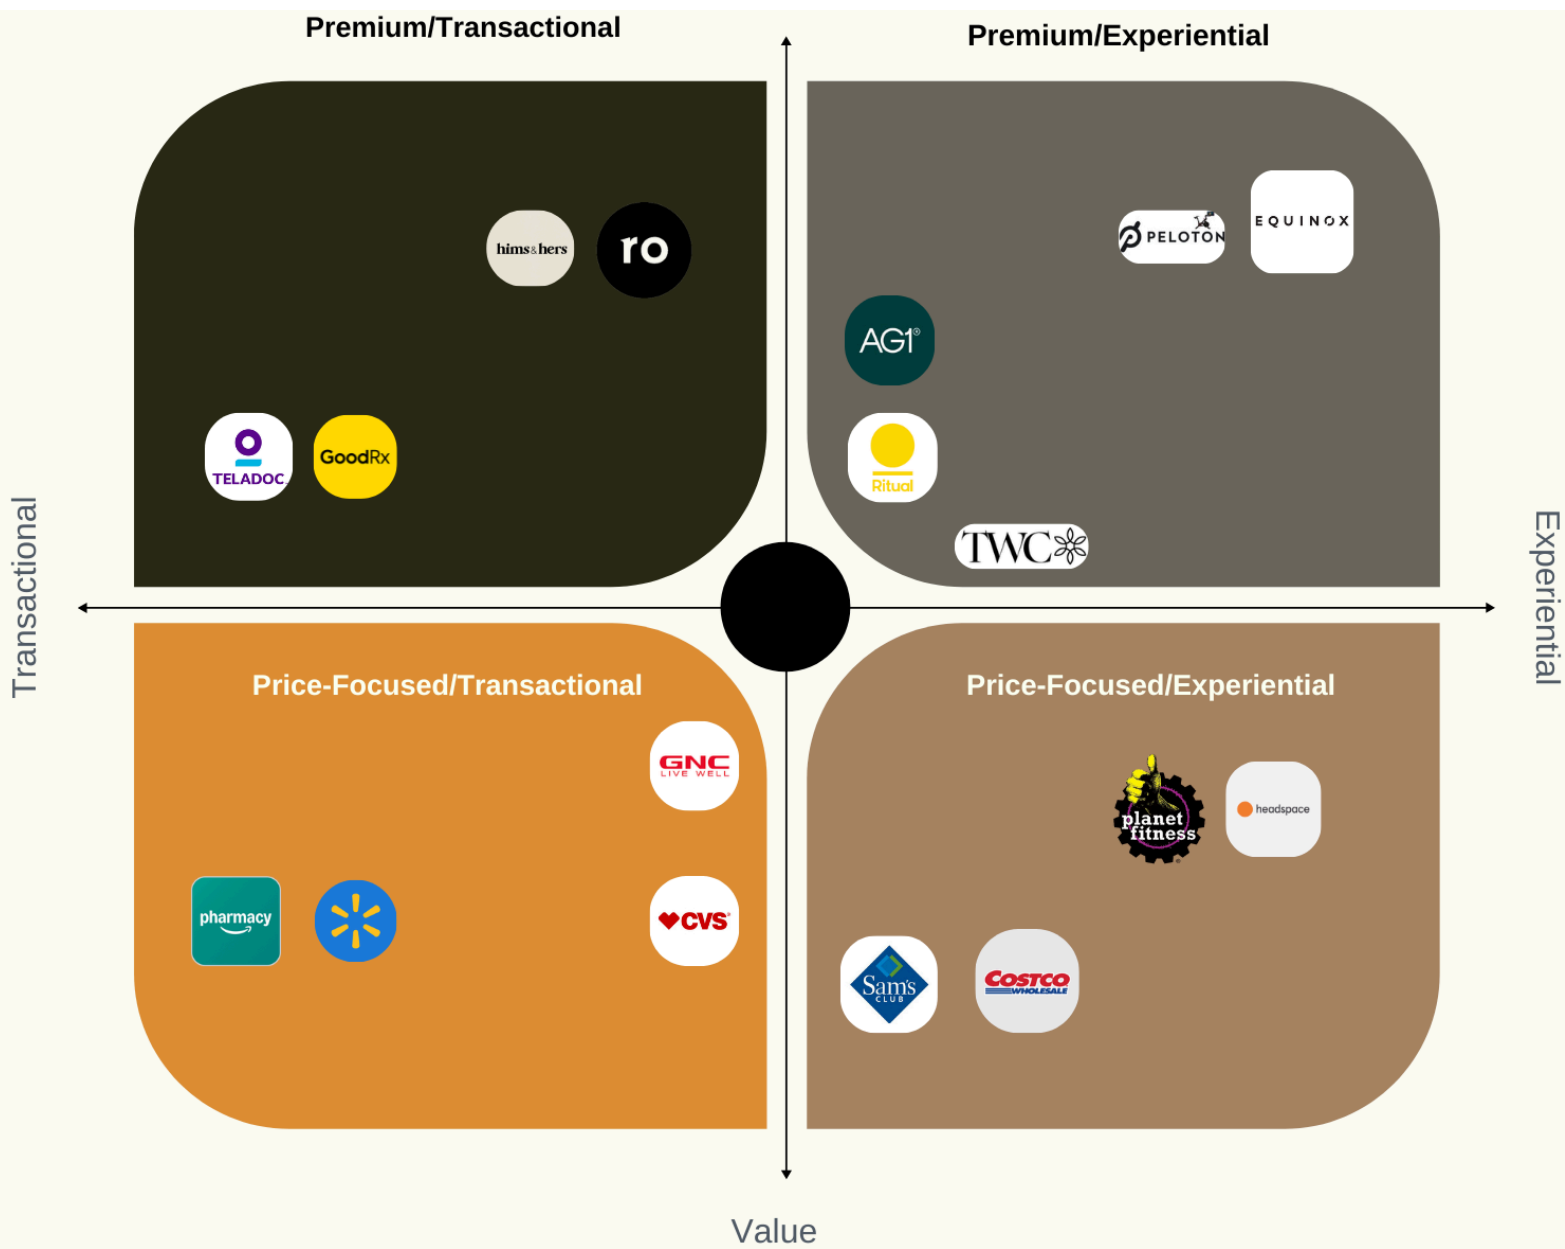 Premium/Transactional
Premium/Experiential
hims&hers
ro
PELOTON
EQUINOX
AG1®
TELADOC
GoodRx
Ritual
TWC
Transactional
Experiential
Price-Focused/Transactional
Price-Focused/Experiential
GNC
LIVE WELL
planet
fitness®
headspace
pharmacy
CVS®
Sam's
CLUB
COSTCO
WHOLESALE
Value